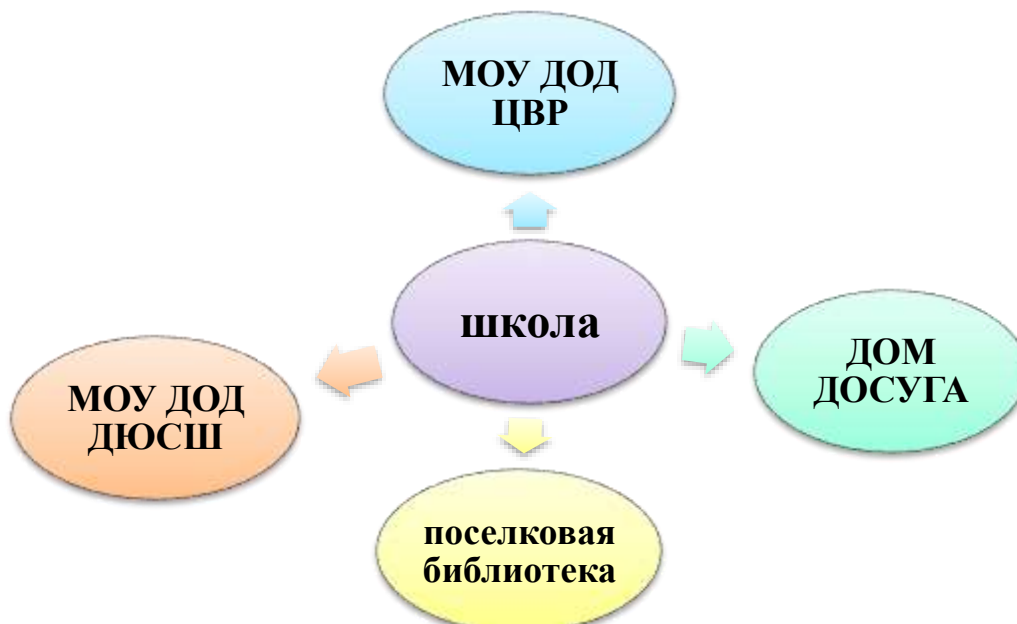 МОУ ДОД
ЦВР
школа
ДОМ
ДОСУГА
МОУ ДОД
ДЮСШ
поселковая
библиотека